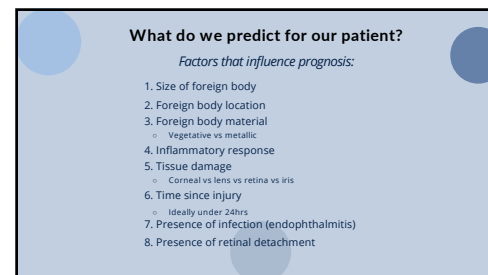 What do we predict for our patient?
Factors that influence prognosis:
1. Size of foreign body
2. Foreign body location
3. Foreign body material
○ Vegetative vs metallic
4. Inflammatory response
5. Tissue damage
○ Corneal vs lens vs retina vs iris
6. Time since injury
○ Ideally under 24hrs
7. Presence of infection (endophthalmitis)
8. Presence of retinal detachment